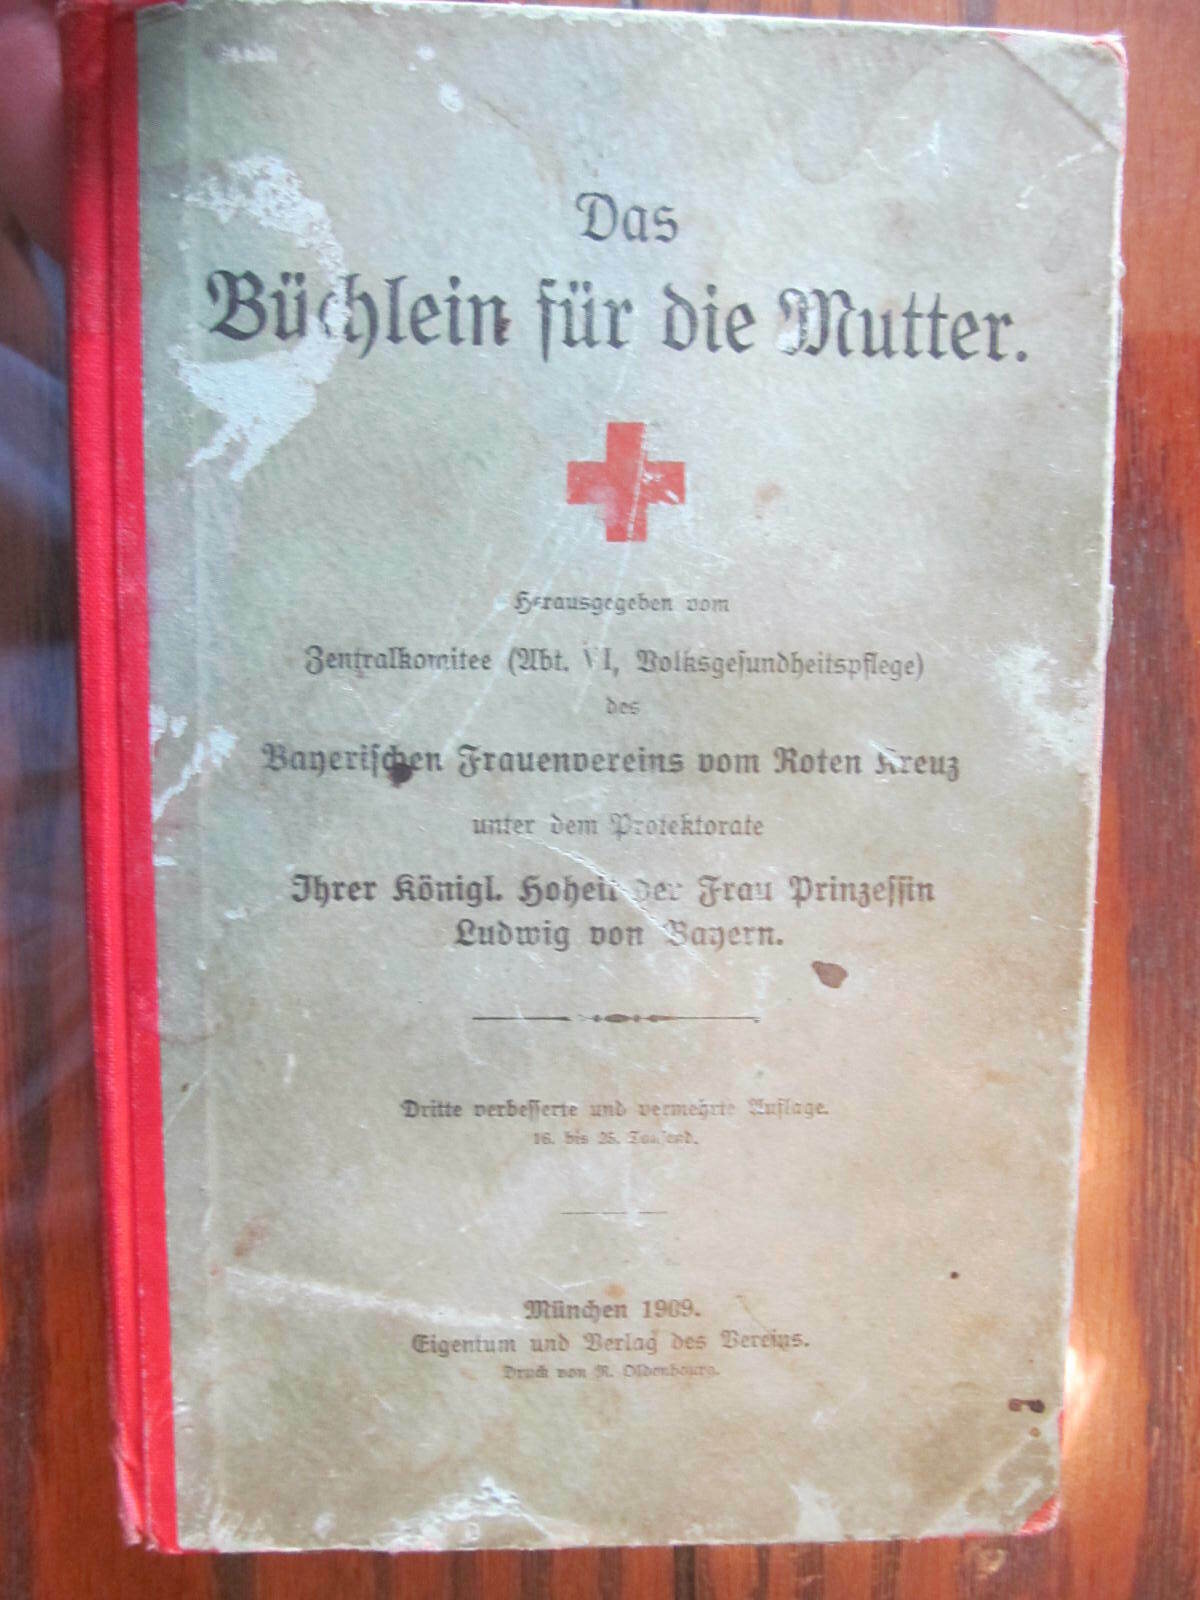 Das
Büchlein für die Mutter.
Herausgegeben vom
Zentralkomitee (Abt. VI, Volksgesundheitspflege)
des
Bayerischen Frauenvereins vom Roten Kreuz
unter dem Protektorate
Ihrer Königl. Hoheit der Frau Prinzessin
Ludwig von Bayern.
Dritte verbesserte und vermehrte Auflage.
16. bis 25. Tausend.
München 1909.
Eigentum und Verlag des Vereins.
Druck von R. Oldenbourg.